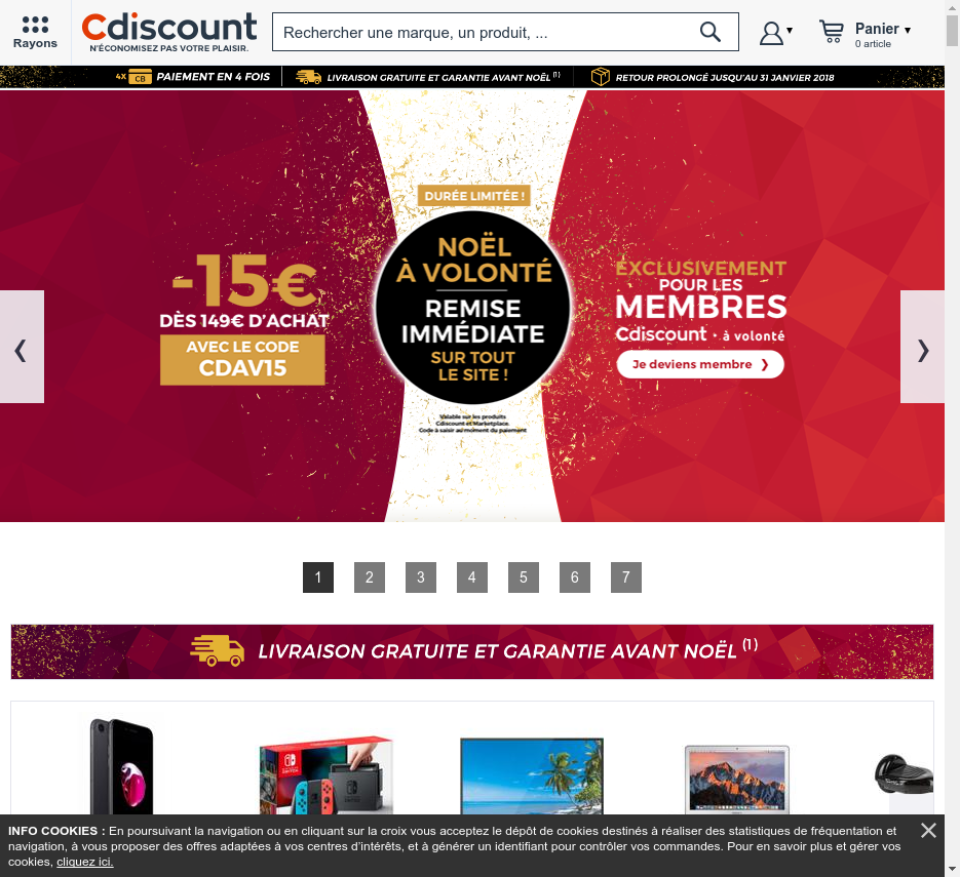 Rayons
Cdiscount
N'ÉCONOMISEZ PAS VOTRE PLAISIR.
Rechercher une marque, un produit, ...
Panier
0 article
4X CB PAIEMENT EN 4 FOIS
LIVRAISON GRATUITE ET GARANTIE AVANT NOËL (1)
RETOUR PROLONGÉ JUSQU'AU 31 JANVIER 2018
-15€
DÈS 149€ D'ACHAT
AVEC LE CODE
CDAV15
DURÉE LIMITÉE !
NOËL
À VOLONTÉ
REMISE
IMMÉDIATE
SUR TOUT
LE SITE !
Valable sur les produits
Cdiscount et Marketplace.
Code à saisir au moment du paiement
EXCLUSIVEMENT
POUR LES
MEMBRES
Cdiscount • à volonté
Je deviens membre ❯
1 2 3 4 5 6 7
LIVRAISON GRATUITE ET GARANTIE AVANT NOËL (1)
INFO COOKIES : En poursuivant la navigation ou en cliquant sur la croix vous acceptez le dépôt de cookies destinés à réaliser des statistiques de fréquentation et
navigation, à vous proposer des offres adaptées à vos centres d'intérêts, et à générer un identifiant pour contrôler vos commandes. Pour en savoir plus et gérer vos
cookies, cliquez ici.